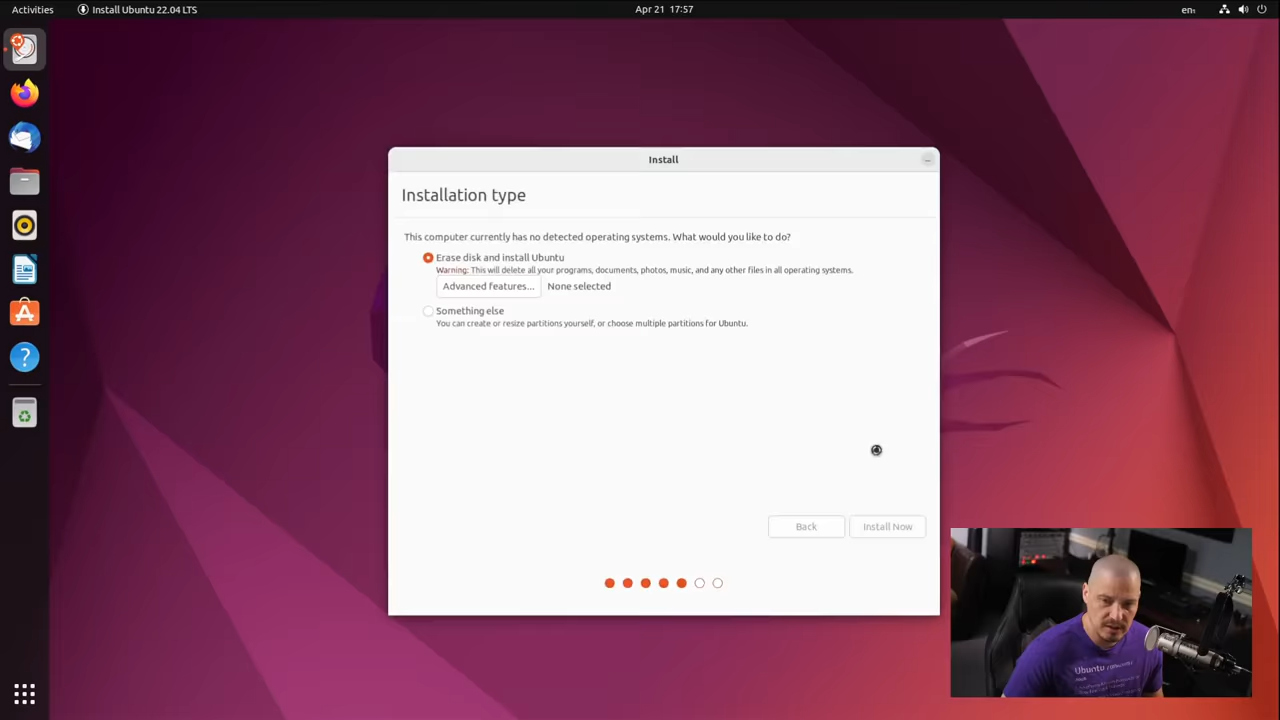 Activities
Install Ubuntu 22.04 LTS
Apr 21 17:57
en₁
Install
Installation type
This computer currently has no detected operating systems. What would you like to do?
Erase disk and install Ubuntu
Warning: This will delete all your programs, documents, photos, music, and any other files in all operating systems.
Advanced features...
None selected
Something else
You can create or resize partitions yourself, or choose multiple partitions for Ubuntu.
Back
Install Now
Ubuntu